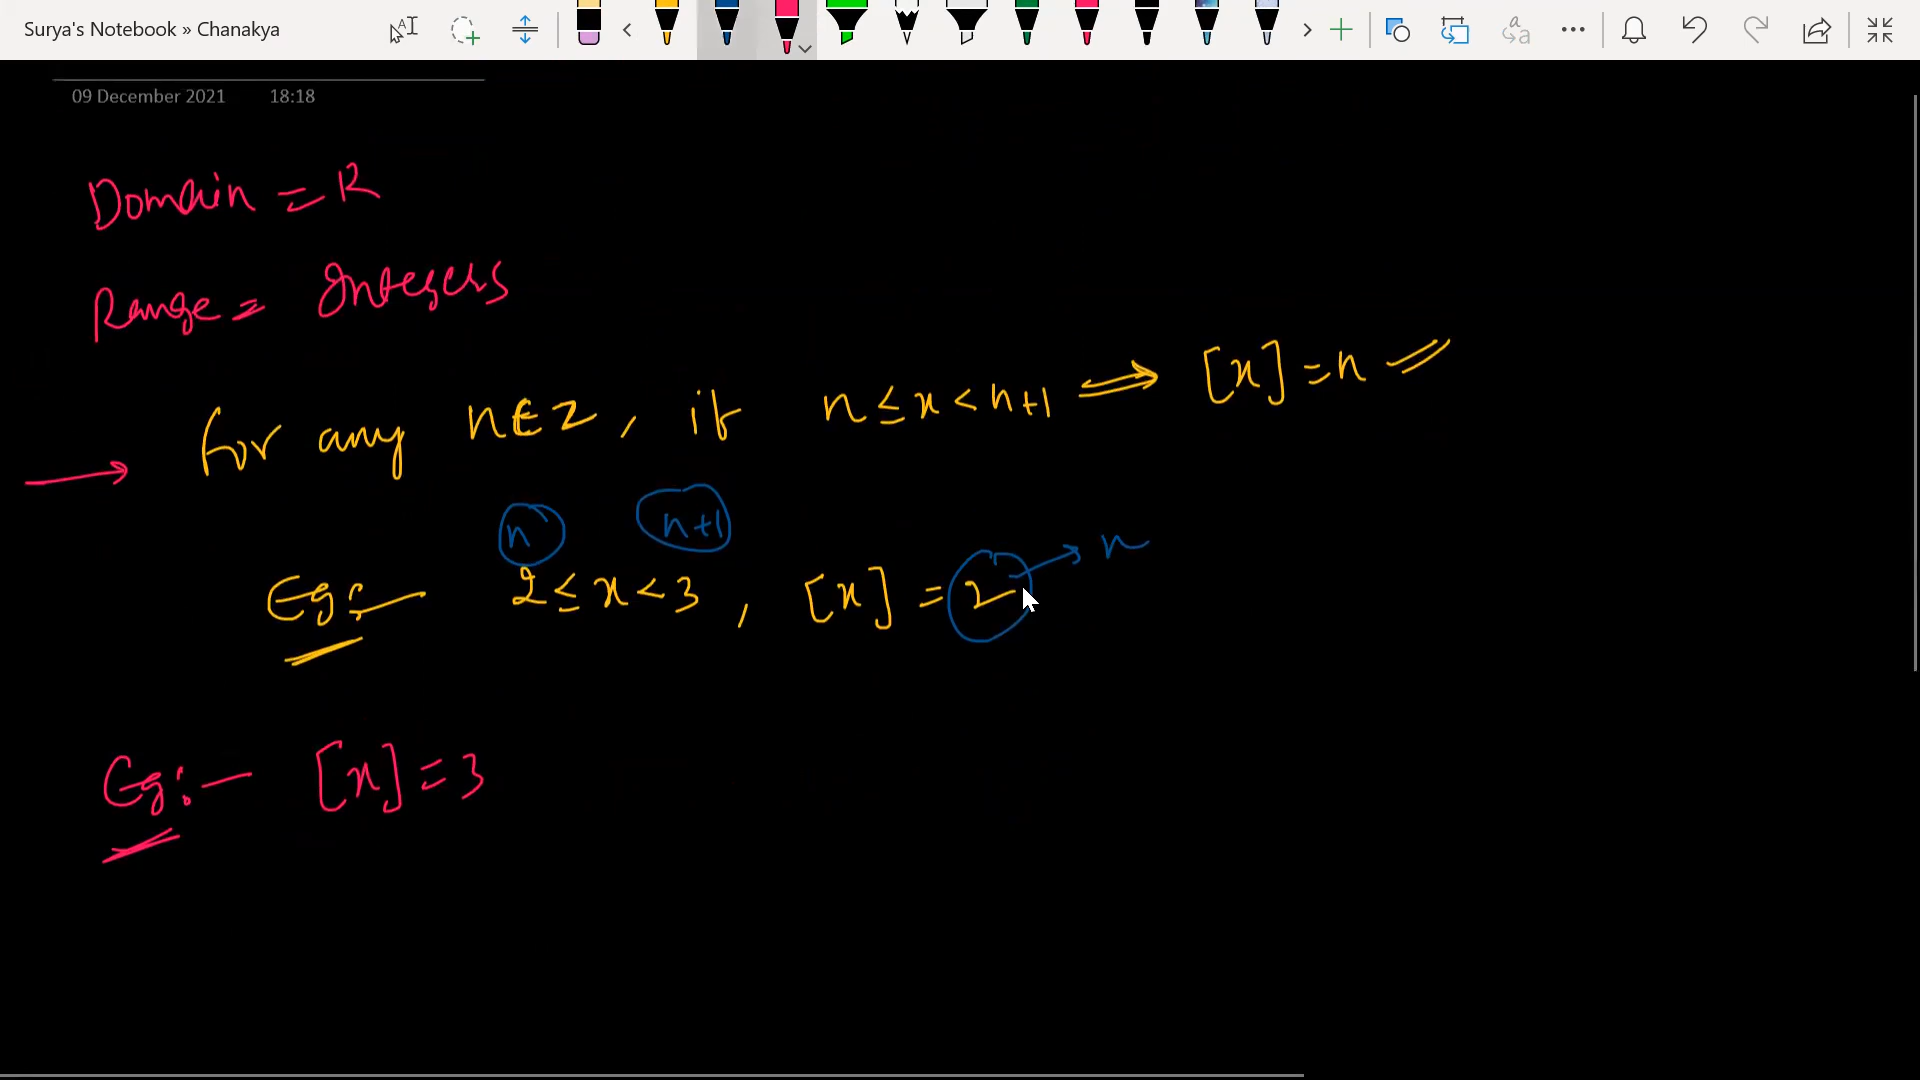 Surya's Notebook » Chanakya
09 December 2021 18:18
Domain = R
Range = Integers
for any n∈Z, if n≤x<n+1 ⟹ [x]=n
n n+1
Eg:- 2≤x<3, [x] = 2 → n
Eg:- [x]=3